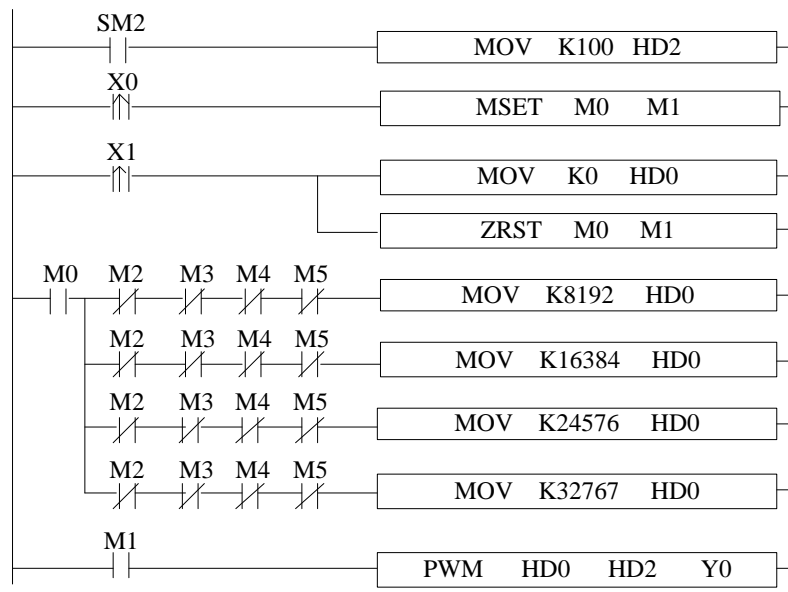 SM2
MOV K100 HD2
X0
MSET M0 M1
X1
MOV K0 HD0
ZRST M0 M1
M0 M2 M3 M4 M5
MOV K8192 HD0
M2 M3 M4 M5
MOV K16384 HD0
M2 M3 M4 M5
MOV K24576 HD0
M2 M3 M4 M5
MOV K32767 HD0
M1
PWM HD0 HD2 Y0